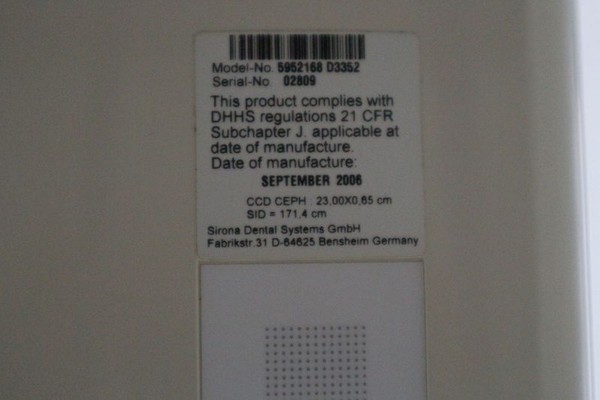 Model-No. 5952168 D3352
Serial-No. 02809
This product complies with
DHHS regulations 21 CFR
Subchapter J. applicable at
date of manufacture.
Date of manufacture:
SEPTEMBER 2006
CCD CEPH : 23,00X0,65 cm
SID = 171,4 cm
Sirona Dental Systems GmbH
Fabrikstr.31 D-64625 Bensheim Germany